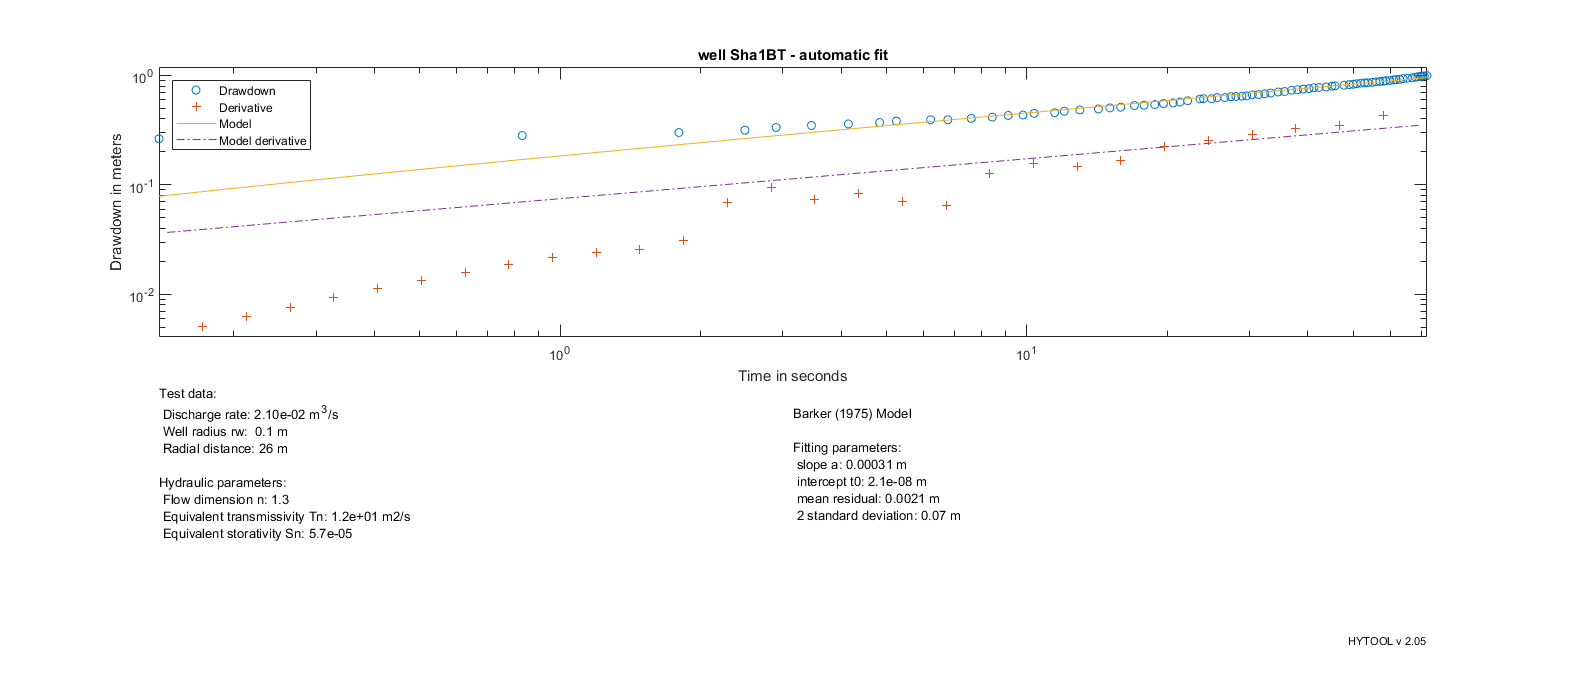 well Sha1BT - automatic fit
Drawdown
Derivative
Model
Model derivative
Drawdown in meters
10^0
10^-1
10^-2
10^0
10^1
Time in seconds
Test data:
Discharge rate: 2.10e-02 m^3/s
Well radius rw: 0.1 m
Radial distance: 26 m
Hydraulic parameters:
Flow dimension n: 1.3
Equivalent transmissivity Tn: 1.2e+01 m2/s
Equivalent storativity Sn: 5.7e-05
Barker (1975) Model
Fitting parameters:
slope a: 0.00031 m
intercept t0: 2.1e-08 m
mean residual: 0.0021 m
2 standard deviation: 0.07 m
HYTOOL v 2.05